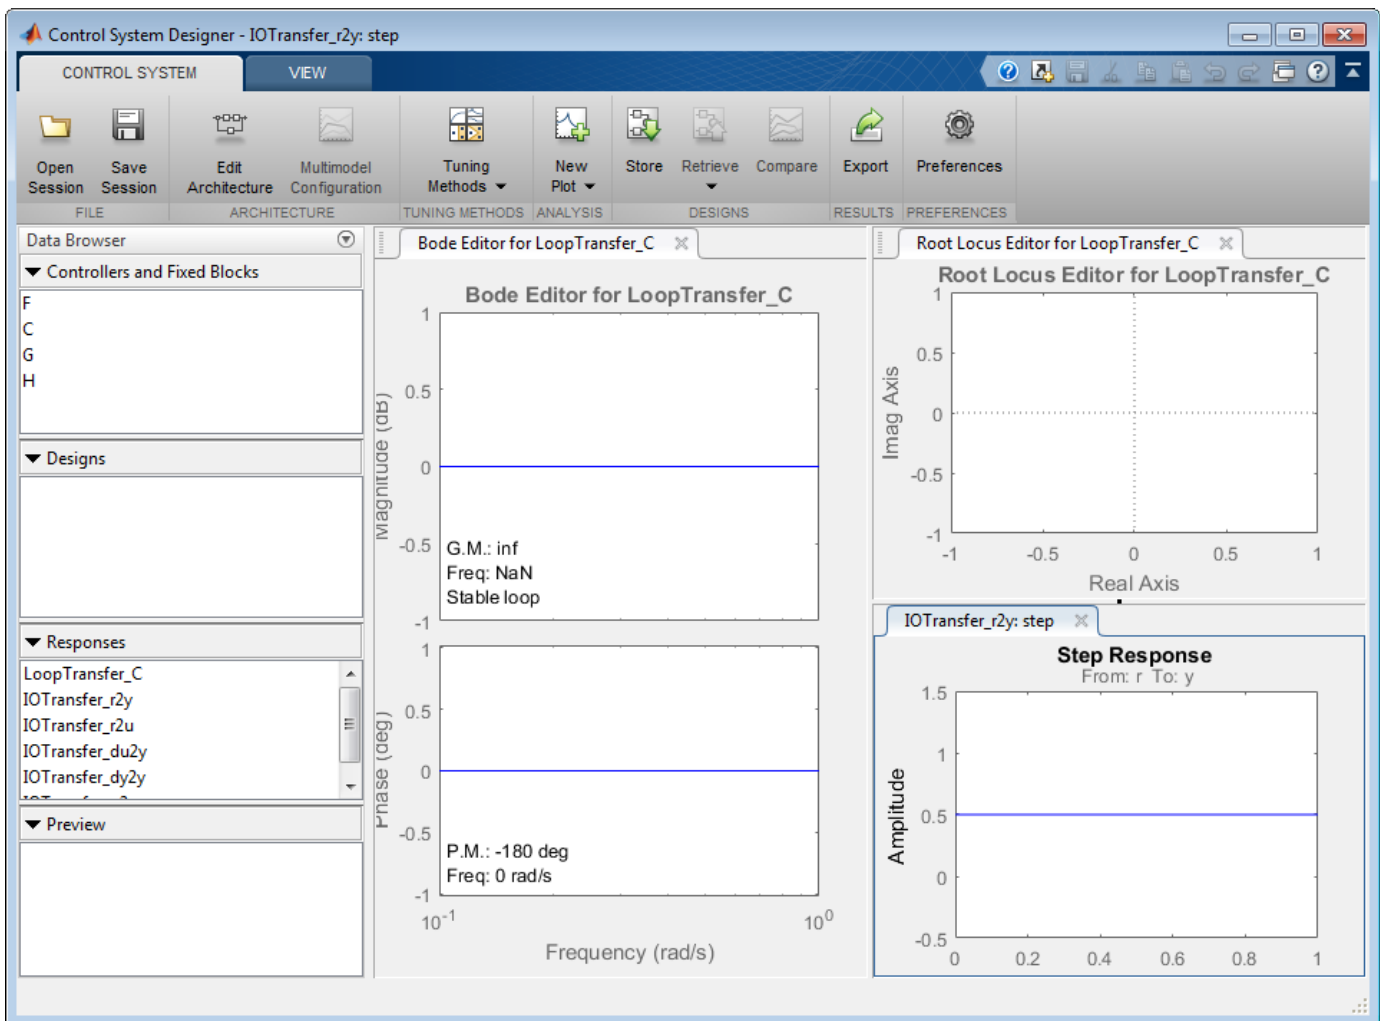 Control System Designer - IOTransfer_r2y: step
CONTROL SYSTEM
VIEW
Open Session
Save Session
Edit Architecture
Multimodel Configuration
Tuning Methods
New Plot
Store
Retrieve
Compare
Export
Preferences
FILE
ARCHITECTURE
TUNING METHODS
ANALYSIS
DESIGNS
RESULTS
PREFERENCES
Data Browser
Controllers and Fixed Blocks
F
C
G
H
Designs
Responses
LoopTransfer_C
IOTransfer_r2y
IOTransfer_r2u
IOTransfer_du2y
IOTransfer_dy2y
Preview
Bode Editor for LoopTransfer_C
Bode Editor for LoopTransfer_C
Magnitude (dB)
1
0.5
0
-0.5
-1
G.M.: inf
Freq: NaN
Stable loop
Phase (deg)
1
0.5
0
-0.5
-1
P.M.: -180 deg
Freq: 0 rad/s
10^-1
10^0
Frequency (rad/s)
Root Locus Editor for LoopTransfer_C
Root Locus Editor for LoopTransfer_C
Imag Axis
1
0.5
0
-0.5
-1
-1
-0.5
0
0.5
1
Real Axis
IOTransfer_r2y: step
Step Response
From: r To: y
Amplitude
1.5
1
0.5
0
-0.5
0
0.2
0.4
0.6
0.8
1